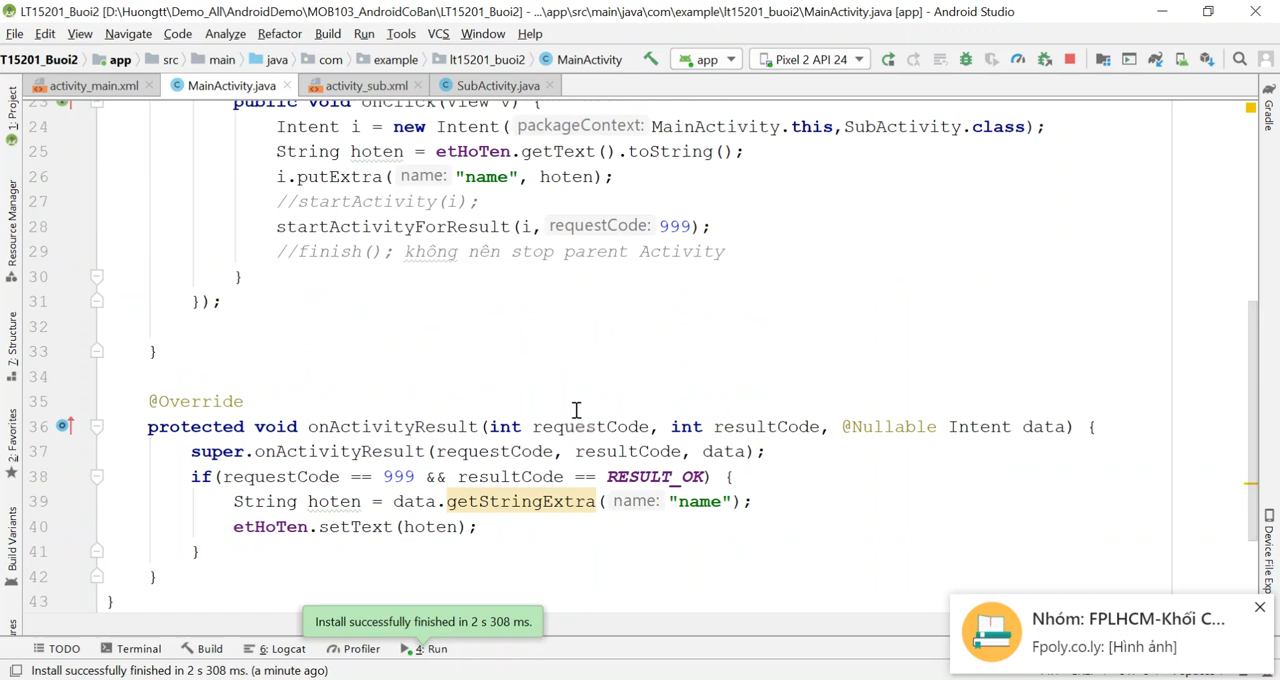 LT15201_Buoi2 [D:\Huongtt\Demo_All\AndroidDemo\MOB103_AndroidCoBan\LT15201_Buoi2] - ...\app\src\main\java\com\example\lt15201_buoi2\MainActivity.java [app] - Android Studio
File Edit View Navigate Code Analyze Refactor Build Run Tools VCS Window Help
T15201_Buoi2 app src main java com example lt15201_buoi2 MainActivity app Pixel 2 API 24
activity_main.xml MainActivity.java activity_sub.xml SubActivity.java
1: Project
Resource Manager
7: Structure
2: Favorites
Build Variants
Gradle
23 public void onClick(View v) {
24 Intent i = new Intent( packageContext: MainActivity.this,SubActivity.class);
25 String hoten = etHoTen.getText().toString();
26 i.putExtra( name: "name", hoten);
27 //startActivity(i);
28 startActivityForResult(i, requestCode: 999);
29 //finish(); không nên stop parent Activity
30 }
31 });
32
33 }
34
35 @Override
36 protected void onActivityResult(int requestCode, int resultCode, @Nullable Intent data) {
37 super.onActivityResult(requestCode, resultCode, data);
38 if(requestCode == 999 && resultCode == RESULT_OK) {
39 String hoten = data.getStringExtra( name: "name");
40 etHoTen.setText(hoten);
41 }
42 }
43 }
Device File Exp
Install successfully finished in 2 s 308 ms.
Nhóm: FPLHCM-Khối C...
Fpoly.co.ly: [Hình ảnh]
TODO Terminal Build 6: Logcat Profiler 4: Run
Install successfully finished in 2 s 308 ms. (a minute ago)